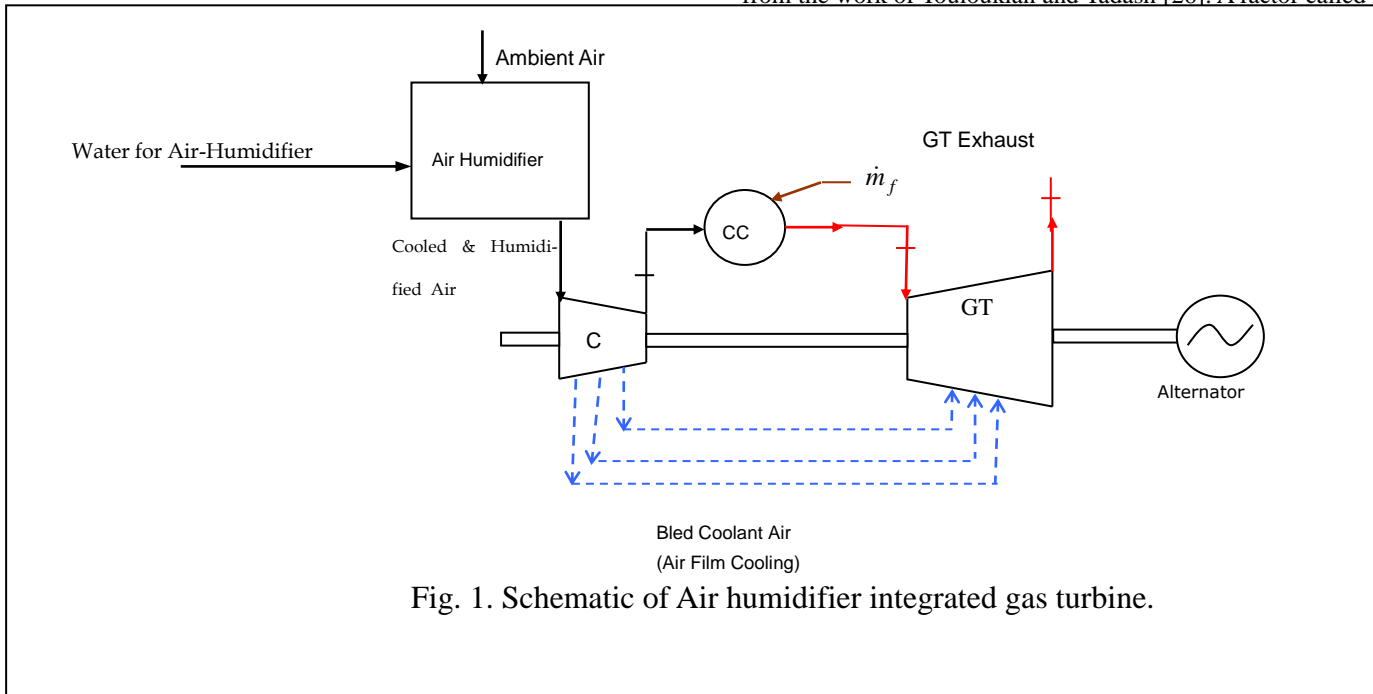 Ambient Air
Water for Air-Humidifier
Air Humidifier
GT Exhaust
ṁ_f
CC
Cooled & Humidi-
fied Air
GT
C
Alternator
Bled Coolant Air
(Air Film Cooling)
Fig. 1. Schematic of Air humidifier integrated gas turbine.